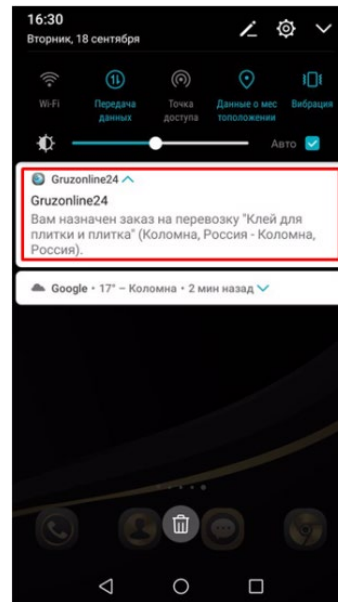 16:30
Вторник, 18 сентября
Wi-Fi
Передача данных
Точка доступа
Данные о мес тоположении
Вибрация
Авто
Gruzonline24
Gruzonline24
Вам назначен заказ на перевозку "Клей для
плитки и плитка" (Коломна, Россия - Коломна,
Россия).
Google • 17° – Коломна • 2 мин назад